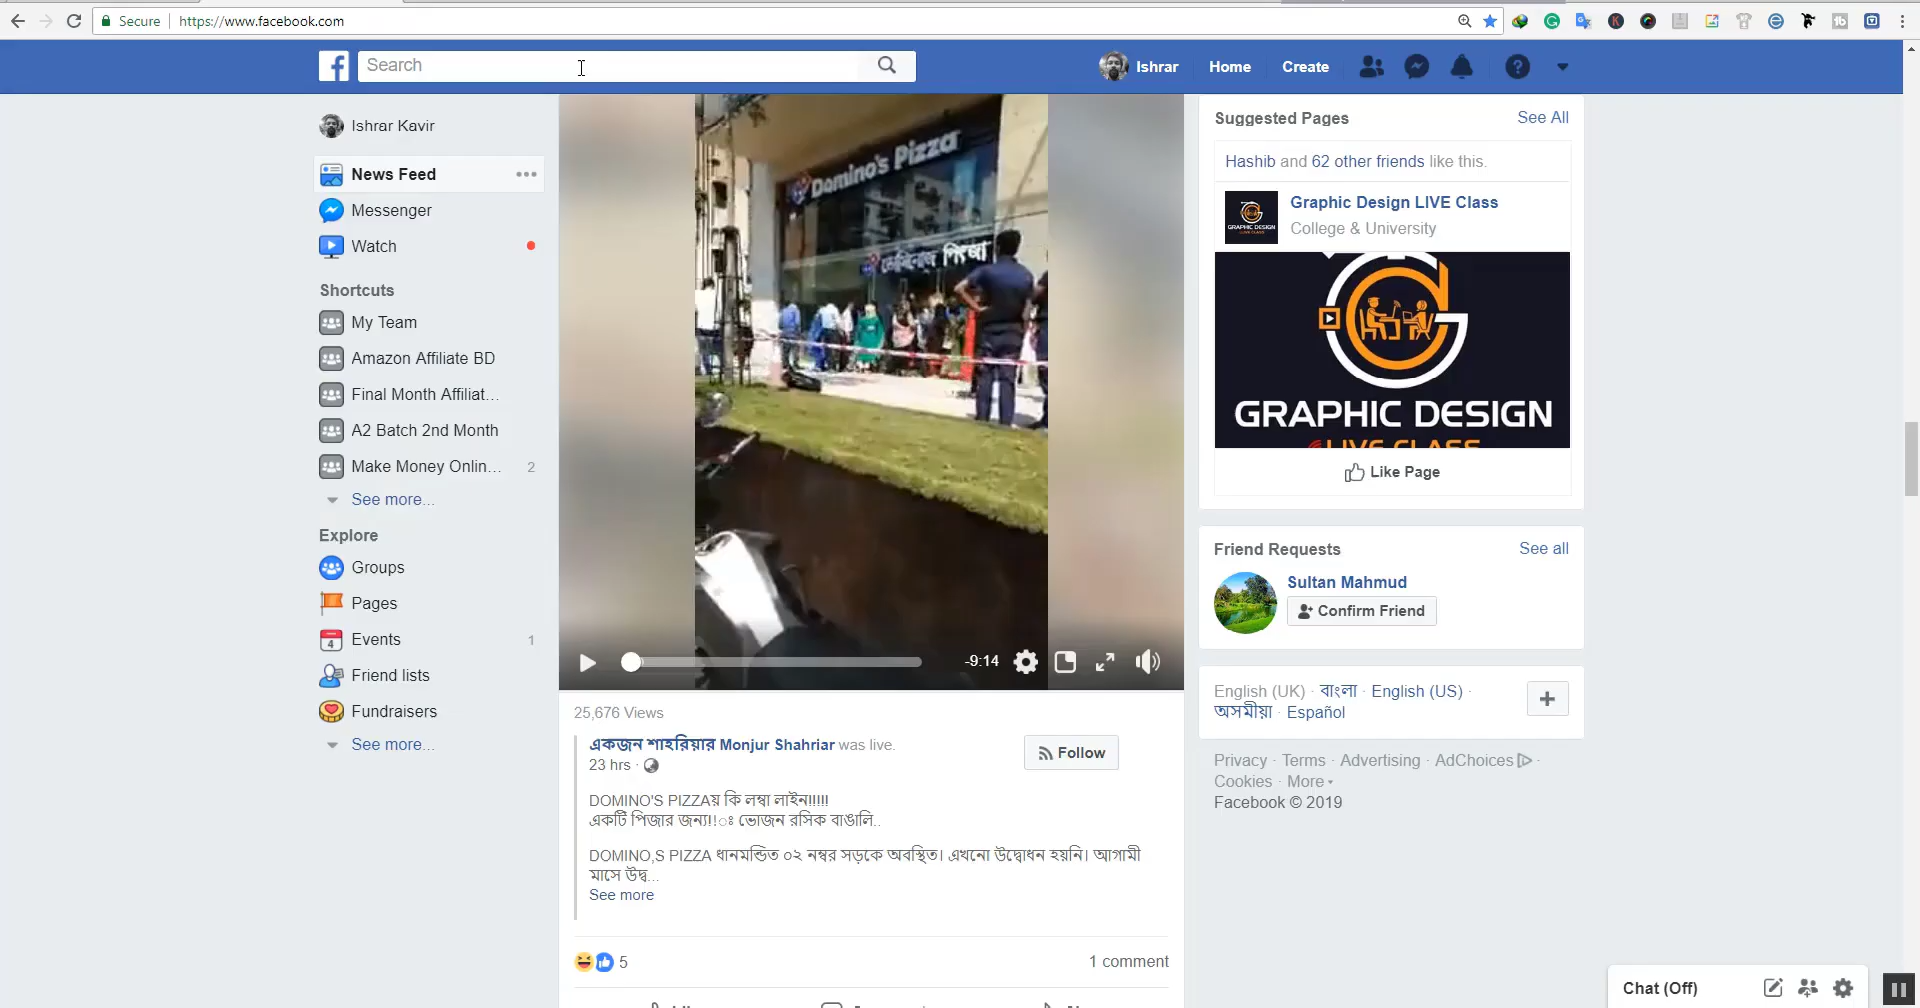 Secure
https://www.facebook.com
Search
Ishrar
Home
Create
Ishrar Kavir
News Feed
Messenger
Watch
Shortcuts
My Team
Amazon Affiliate BD
Final Month Affiliat...
A2 Batch 2nd Month
Make Money Onlin... 2
See more...
Explore
Groups
Pages
Events 1
Friend lists
Fundraisers
See more...
Domino's Pizza
ডোমিনোজ পিৎজা
-9:14
25,676 Views
একজন শাহরিয়ার Monjur Shahriar was live.
23 hrs ·
Follow
DOMINO'S PIZZAয় কি লম্বা লাইন!!!!!
একটি পিজার জন্য!!ঃ ভোজন রসিক বাঙালি..
DOMINO,S PIZZA ধানমন্ডিত ০২ নম্বর সড়কে অবস্থিত। এখনো উদ্বোধন হয়নি। আগামী
মাসে উদ্ব...
See more
5
1 comment
Suggested Pages
See All
Hashib and 62 other friends like this.
GRAPHIC DESIGN
Graphic Design LIVE Class
College & University
GRAPHIC DESIGN
LIVE CLASS
Like Page
Friend Requests
See all
Sultan Mahmud
Confirm Friend
English (UK) · বাংলা · English (US) ·
অসমীয়া · Español
Privacy · Terms · Advertising · AdChoices ·
Cookies · More
Facebook © 2019
Chat (Off)